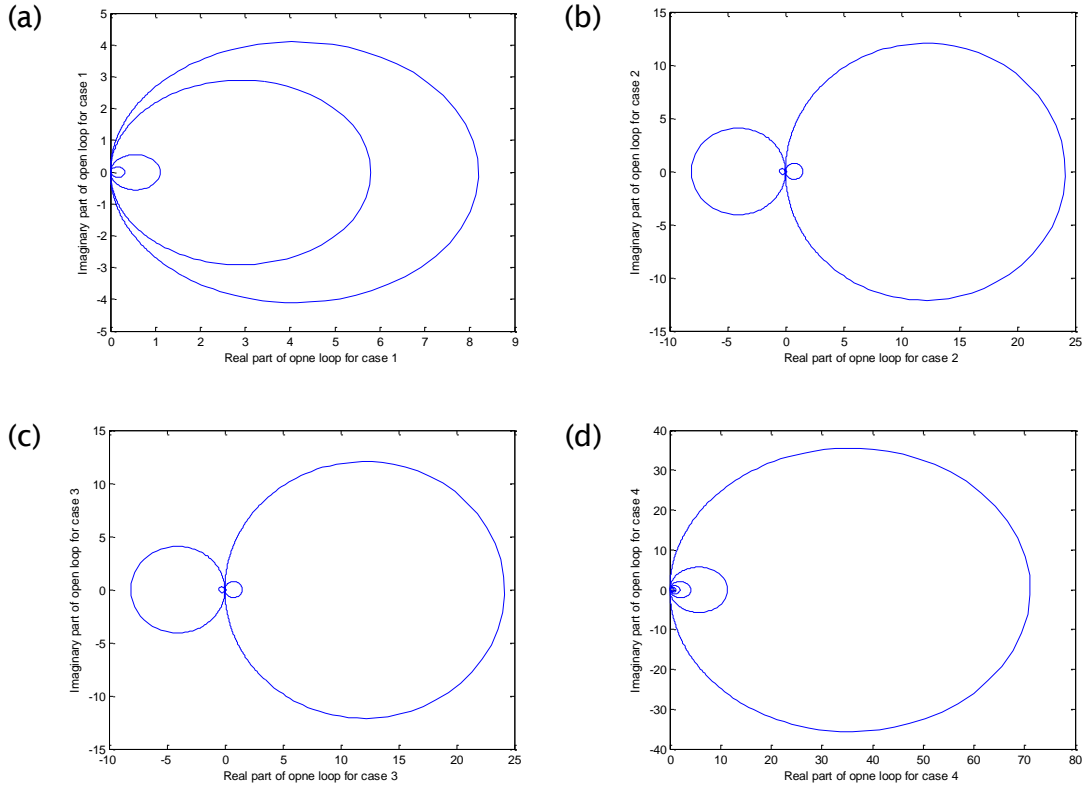 (a)
5
4
3
2
1
0
-1
-2
-3
-4
-5
0 1 2 3 4 5 6 7 8 9
Imaginary part of open loop for case 1
Real part of opne loop for case 1
(b)
15
10
5
0
-5
-10
-15
-10 -5 0 5 10 15 20 25
Imaginary part of open loop for case 2
Real part of opne loop for case 2
(c)
15
10
5
0
-5
-10
-15
-10 -5 0 5 10 15 20 25
Imaginary part of open loop for case 3
Real part of opne loop for case 3
(d)
40
30
20
10
0
-10
-20
-30
-40
0 10 20 30 40 50 60 70 80
Imaginary part of open loop for case 4
Real part of opne loop for case 4